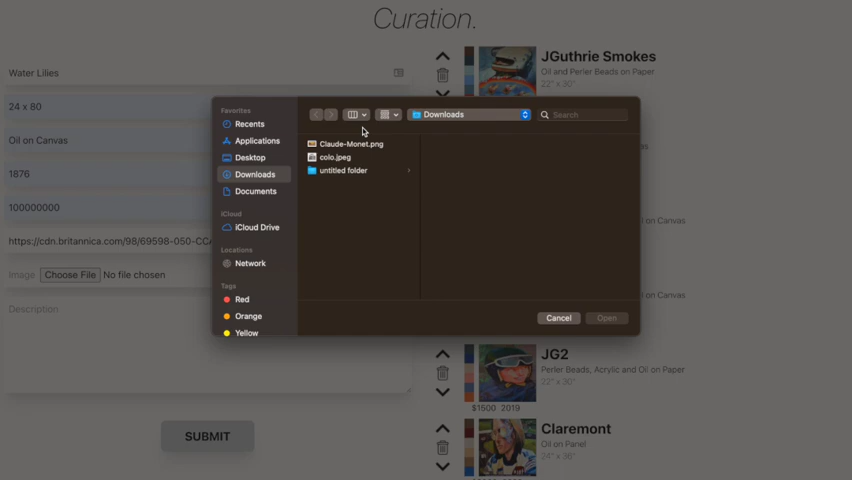 Curation.
Water Lilies
24 x 80
Oil on Canvas
1876
100000000
https://cdn.britannica.com/98/69598-050-CCA
Image Choose File No file chosen
Description
SUBMIT
Favorites
Recents
Applications
Desktop
Downloads
Documents
iCloud
iCloud Drive
Locations
Network
Tags
Red
Orange
Yellow
Downloads
Search
Claude-Monet.png
colo.jpeg
untitled folder
Cancel
Open
JGuthrie Smokes
Oil and Perler Beads on Paper
22" x 30"
l on Canvas
l on Canvas
JG2
Perler Beads, Acrylic and Oil on Paper
22" x 30"
$1500 2019
Claremont
Oil on Panel
24" x 36"